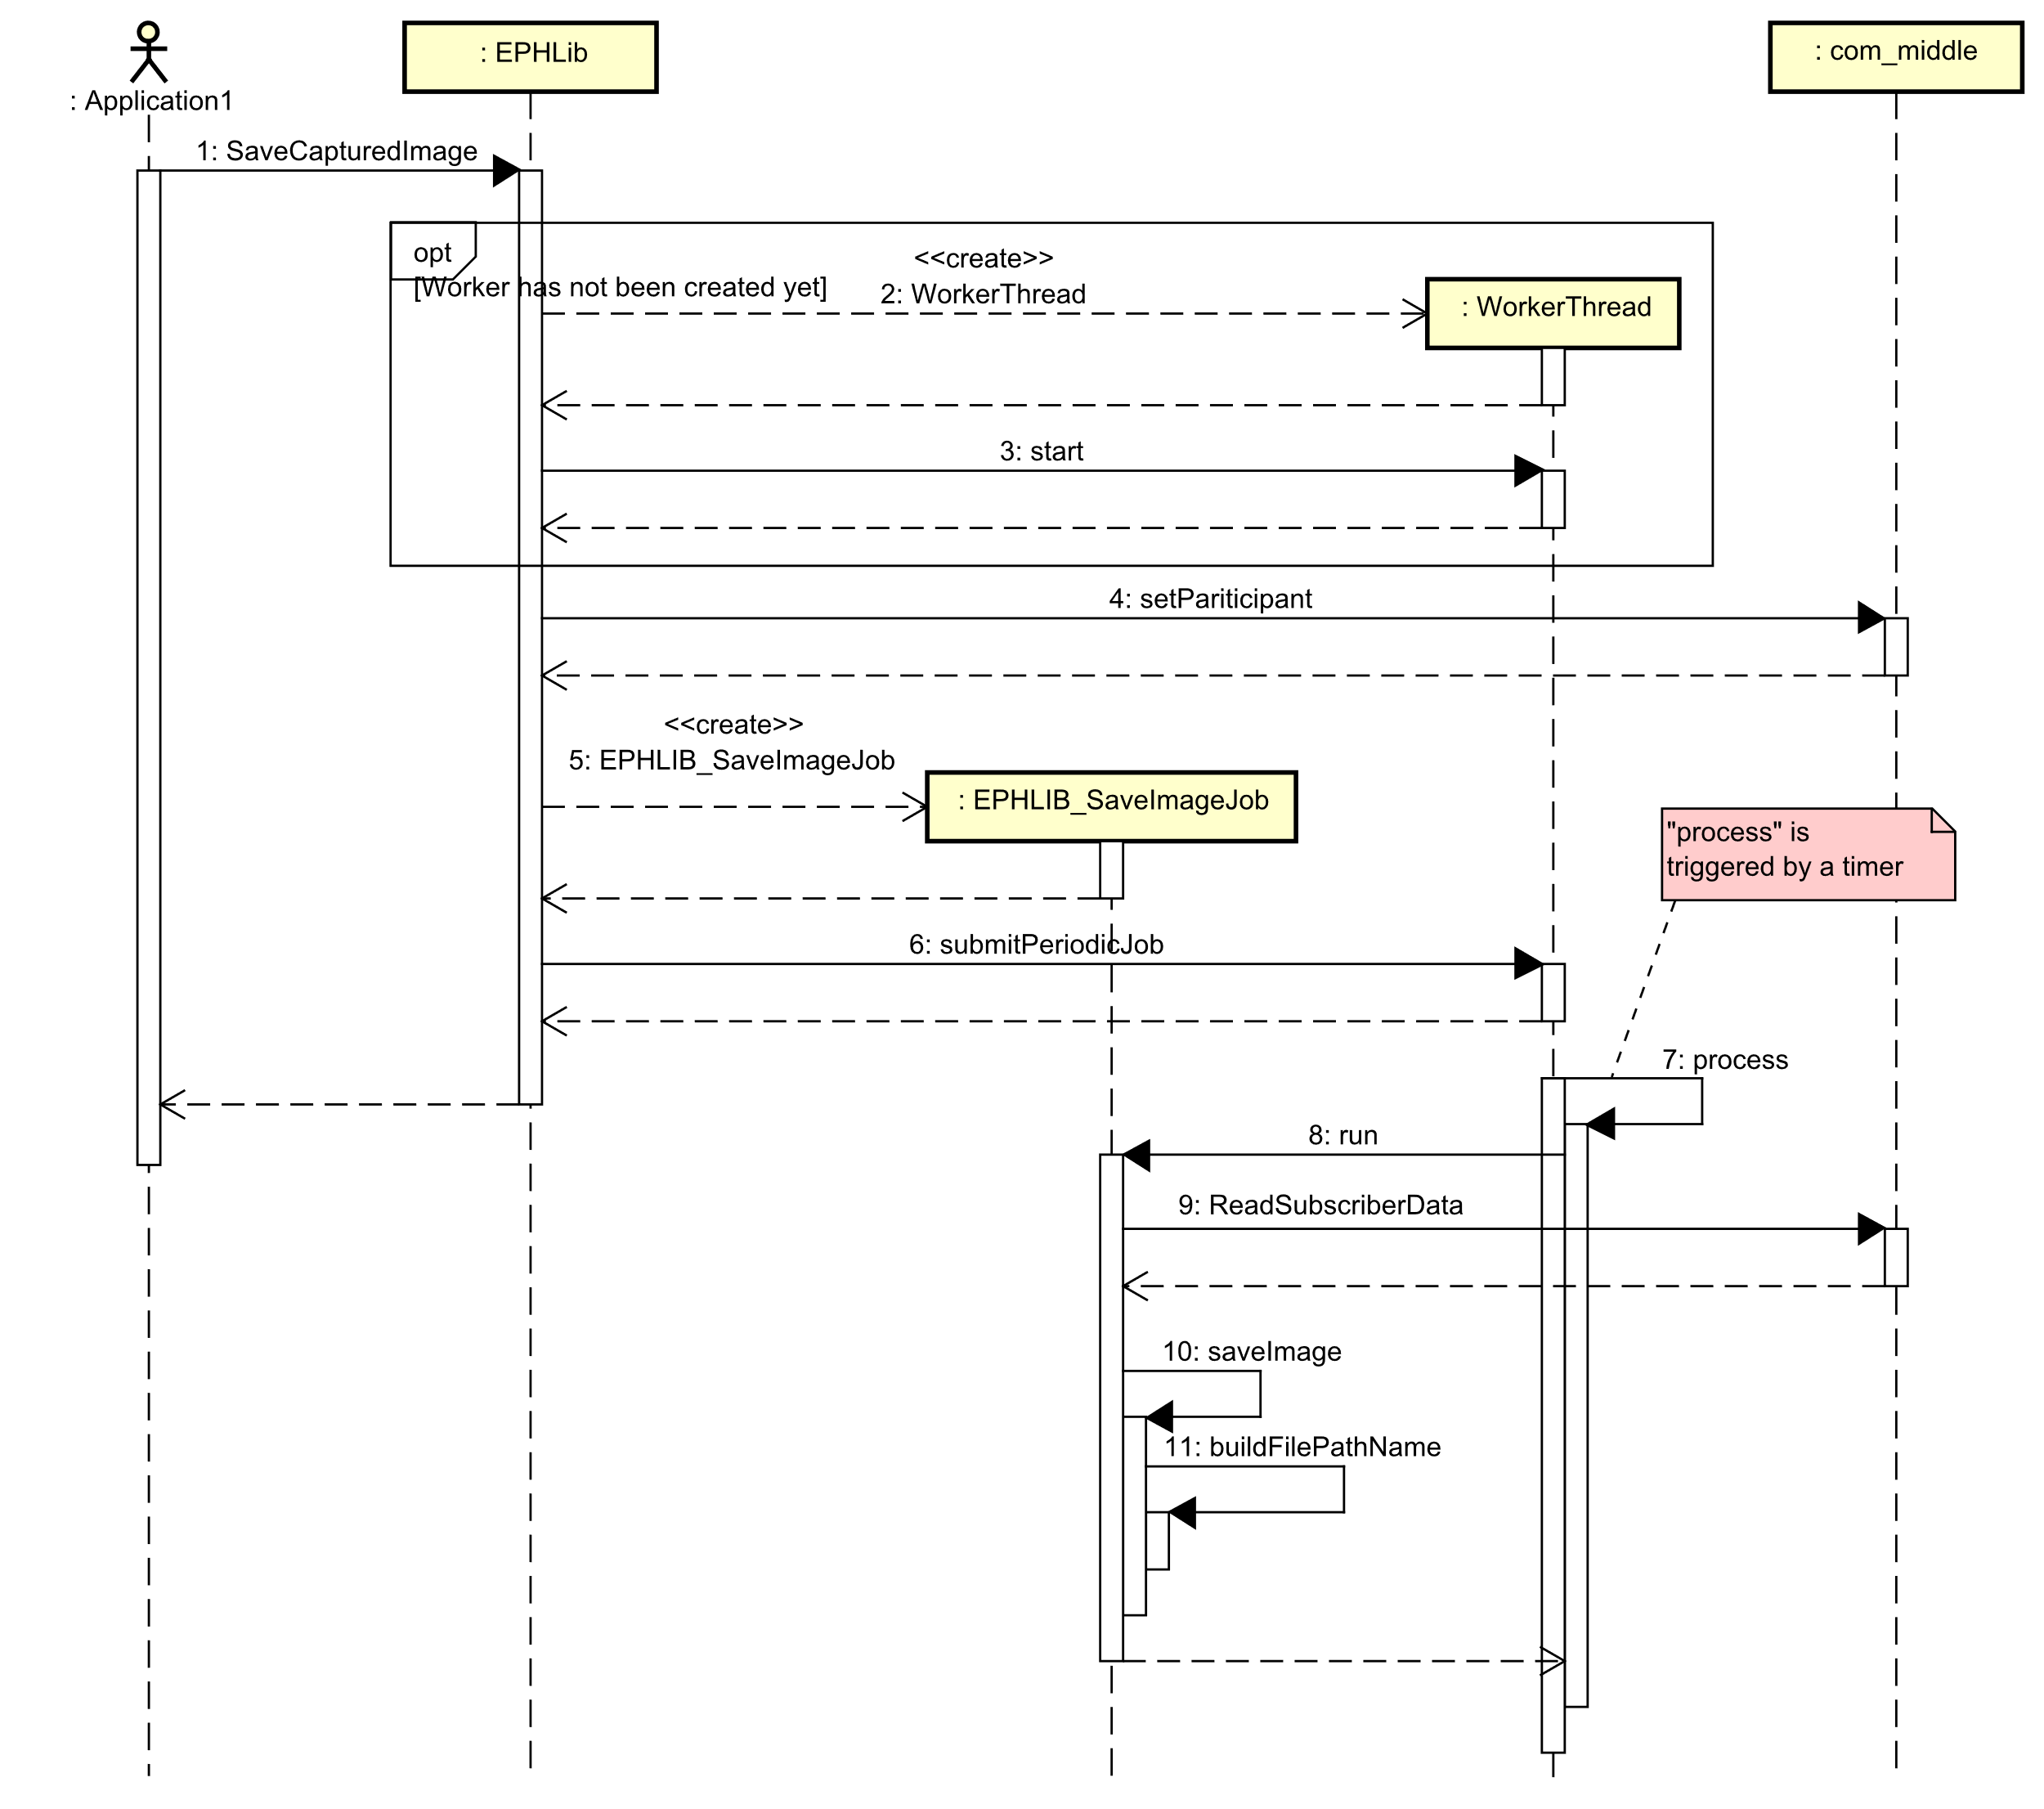 : EPHLib
: com_middle
: Application1
1: SaveCapturedImage
opt
[Worker has not been created yet]
<<create>>
2: WorkerThread
: WorkerThread
3: start
4: setPariticipant
<<create>>
5: EPHLIB_SaveImageJob
: EPHLIB_SaveImageJob
"process" is
triggered by a timer
6: submitPeriodicJob
7: process
8: run
9: ReadSubscriberData
10: saveImage
11: buildFilePathName